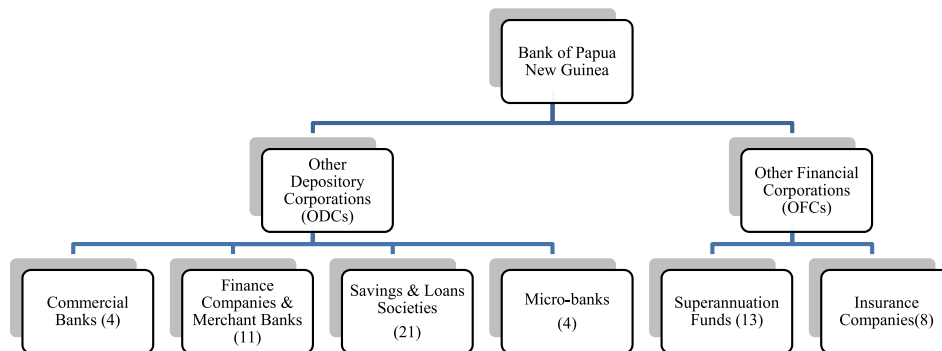 Bank of Papua
New Guinea
Other
Depository
Corporations
(ODCs)
Other Financial
Corporations
(OFCs)
Commercial
Banks (4)
Finance
Companies &
Merchant Banks
(11)
Savings & Loans
Societies
(21)
Micro-banks
(4)
Superannuation
Funds (13)
Insurance
Companies(8)